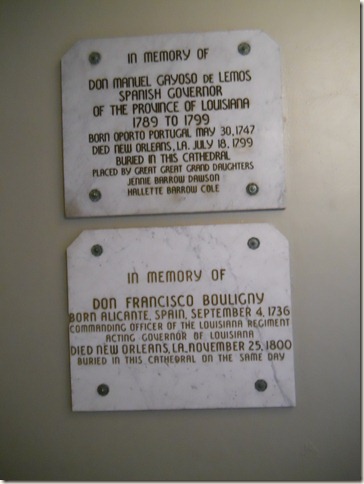 IN MEMORY OF
DON MANUEL GAYOSO DE LEMOS
SPANISH GOVERNOR
OF THE PROVINCE OF LOUISIANA
1789 TO 1799
BORN OPORTO PORTUGAL MAY 30, 1747
DIED NEW ORLEANS, LA. JULY 18, 1799
BURIED IN THIS CATHEDRAL
PLACED BY GREAT GREAT GRAND DAUGHTERS
JENNIE BARROW DAWSON
HALLETTE BARROW COLE
IN MEMORY OF
DON FRANCISCO BOULIGNY
BORN ALICANTE, SPAIN, SEPTEMBER 4, 1736
COMMANDING OFFICER OF THE LOUISIANA REGIMENT
ACTING GOVERNOR OF LOUISIANA
DIED NEW ORLEANS, LA. NOVEMBER 25, 1800
BURIED IN THIS CATHEDRAL ON THE SAME DAY